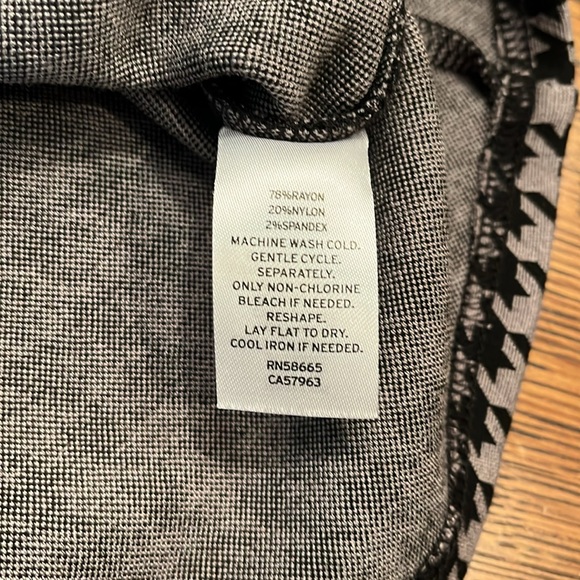 78%RAYON
20%NYLON
2%SPANDEX
MACHINE WASH COLD.
GENTLE CYCLE.
SEPARATELY.
ONLY NON-CHLORINE
BLEACH IF NEEDED.
RESHAPE.
LAY FLAT TO DRY.
COOL IRON IF NEEDED.
RN58665
CA57963